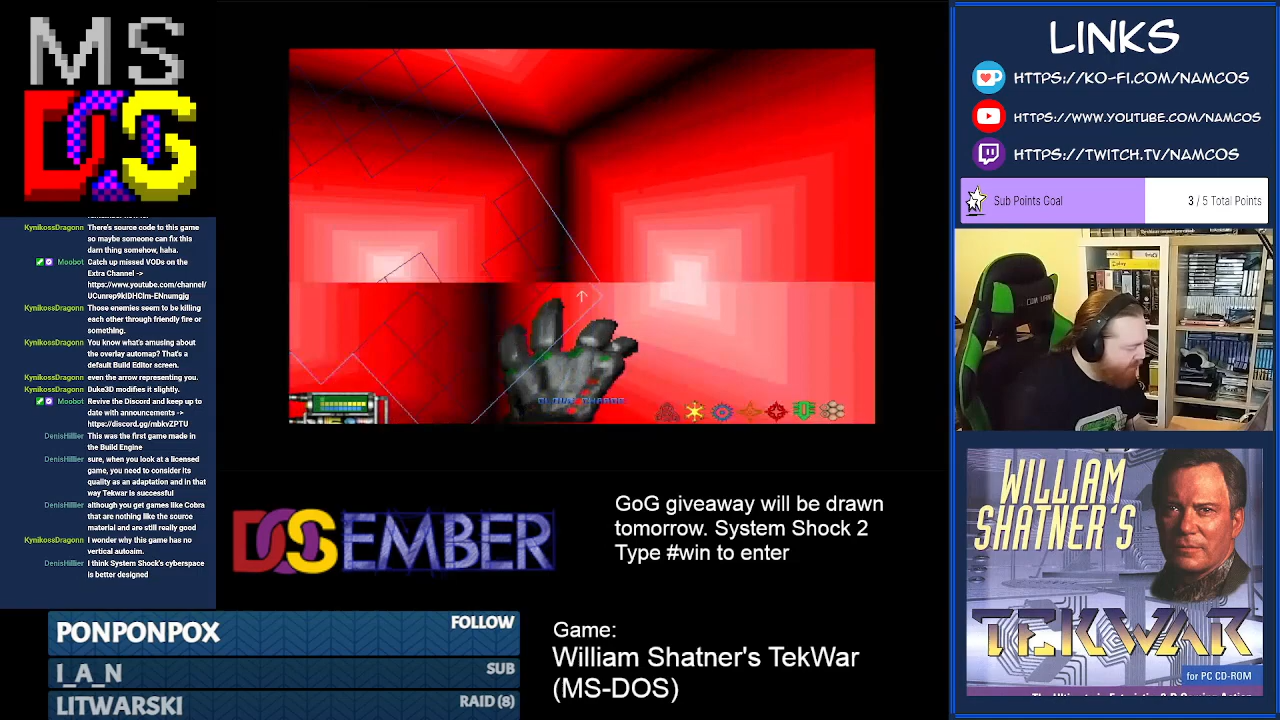 MS
DOS
remember how to.
KynikossDragonn There's source code to this game
so maybe someone can fix this
darn thing somehow, haha.
Moobot Catch up missed VODs on the
Extra Channel ->
https://www.youtube.com/channel/
UCunrep9kIDHCIm-ENnumgjg
KynikossDragonn Those enemies seem to be killing
each other through friendly fire or
something.
KynikossDragonn You know what's amusing about
the overlay automap? That's a
default Build Editor screen.
KynikossDragonn even the arrow representing you.
KynikossDragonn Duke3D modifies it slightly.
Moobot Revive the Discord and keep up to
date with announcements ->
https://discord.gg/mbkvZPTU
DenisHillier This was the first game made in
the Build Engine
DenisHillier sure, when you look at a licensed
game, you need to consider its
quality as an adaptation and in that
way Tekwar is successful
DenisHillier although you get games like Cobra
that are nothing like the source
material and are still really good
KynikossDragonn I wonder why this game has no
vertical autoaim.
DenisHillier I think System Shock's cyberspace
is better designed
DOSEMBER
GoG giveaway will be drawn
tomorrow. System Shock 2
Type #win to enter
PONPONPOX FOLLOW
I_A_N SUB
LITWARSKI RAID (8)
Game:
William Shatner's TekWar
(MS-DOS)
LINKS
HTTPS://KO-FI.COM/NAMCOS
HTTPS://WWW.YOUTUBE.COM/NAMCOS
HTTPS://TWITCH.TV/NAMCOS
Sub Points Goal 3 / 5 Total Points
WILLIAM
SHATNER'S
TEKWAR
for PC CD-ROM